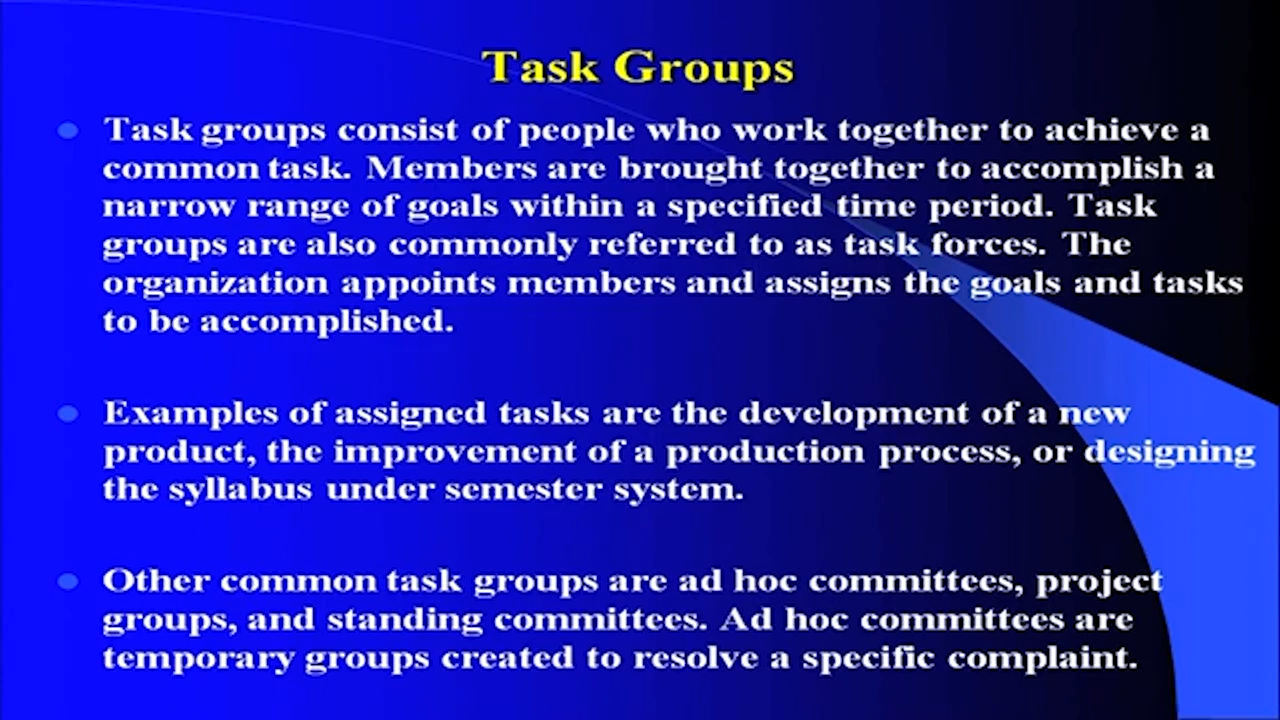 Task Groups
Task groups consist of people who work together to achieve a
common task. Members are brought together to accomplish a
narrow range of goals within a specified time period. Task
groups are also commonly referred to as task forces. The
organization appoints members and assigns the goals and tasks
to be accomplished.
Examples of assigned tasks are the development of a new
product, the improvement of a production process, or designing
the syllabus under semester system.
Other common task groups are ad hoc committees, project
groups, and standing committees. Ad hoc committees are
temporary groups created to resolve a specific complaint.